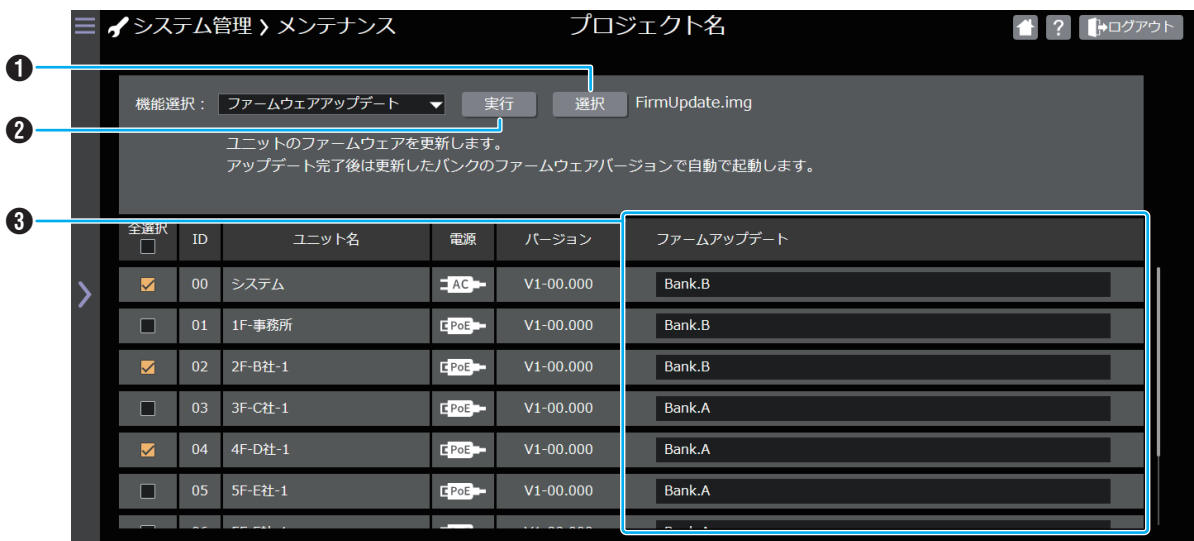 システム管理 メンテナンス プロジェクト名 ? ログアウト
1
機能選択： ファームウェアアップデート 実行 選択 FirmUpdate.img
2
ユニットのファームウェアを更新します。
アップデート完了後は更新したバンクのファームウェアバージョンで自動で起動します。
3
全選択 ID ユニット名 電源 バージョン ファームアップデート
00 システム AC V1-00.000 Bank.B
01 1F-事務所 PoE V1-00.000 Bank.B
02 2F-B社-1 PoE V1-00.000 Bank.B
03 3F-C社-1 PoE V1-00.000 Bank.A
04 4F-D社-1 PoE V1-00.000 Bank.A
05 5F-E社-1 PoE V1-00.000 Bank.A